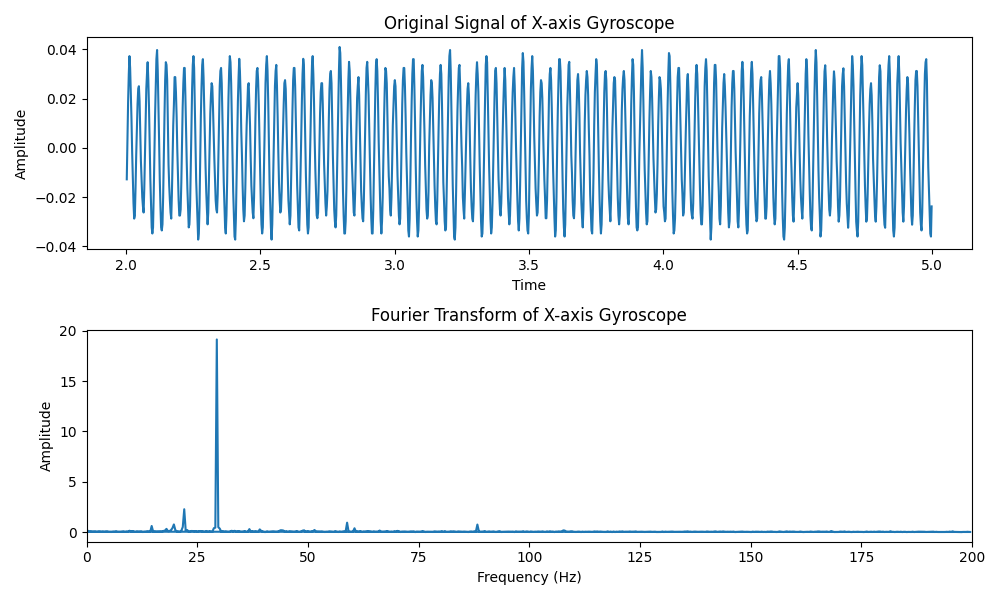 Original Signal of X-axis Gyroscope
0.04
0.02
0.00
−0.02
−0.04
Amplitude
2.0 2.5 3.0 3.5 4.0 4.5 5.0
Time
Fourier Transform of X-axis Gyroscope
20
15
10
5
0
Amplitude
0 25 50 75 100 125 150 175 200
Frequency (Hz)